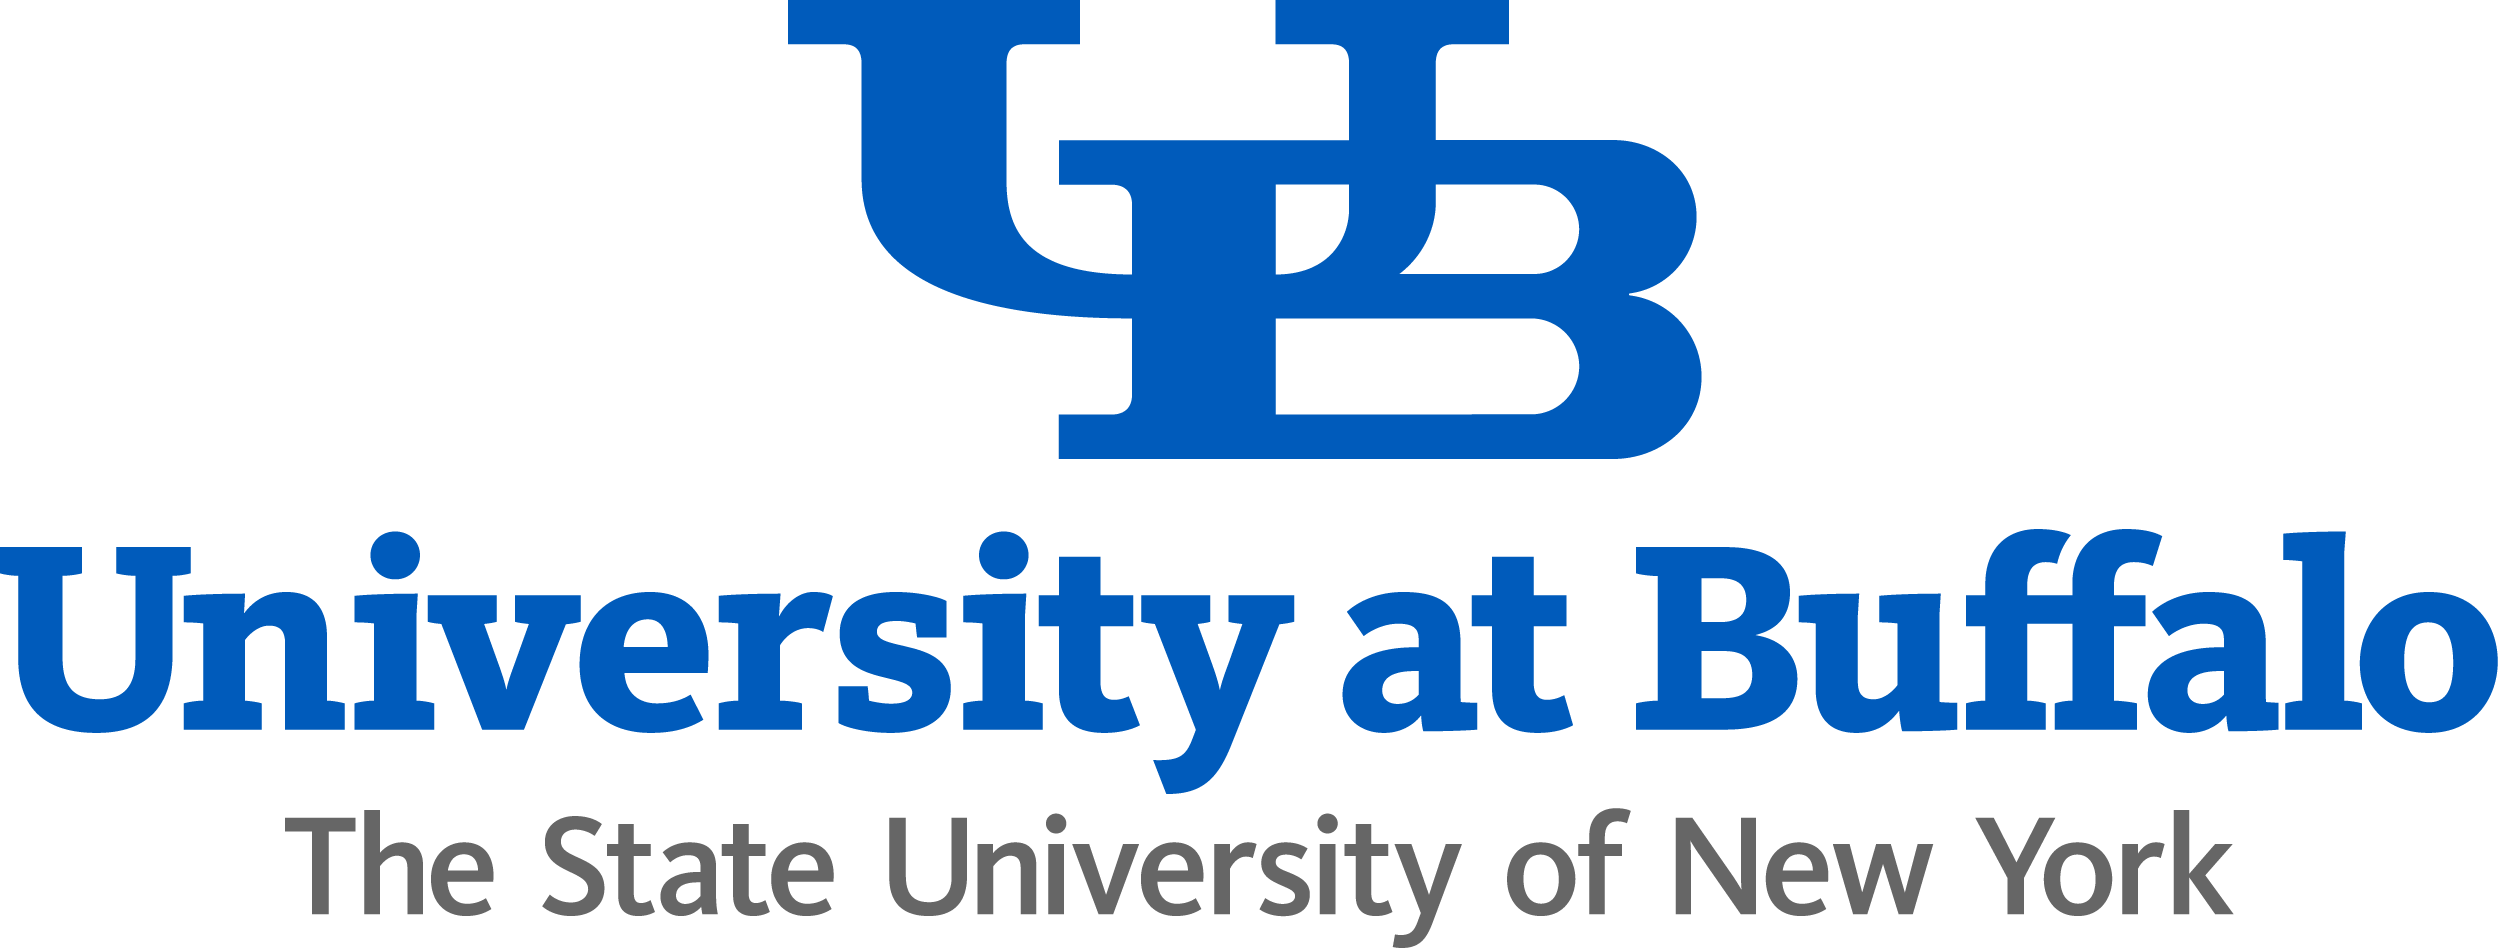 UB
University at Buffalo
The State University of New York